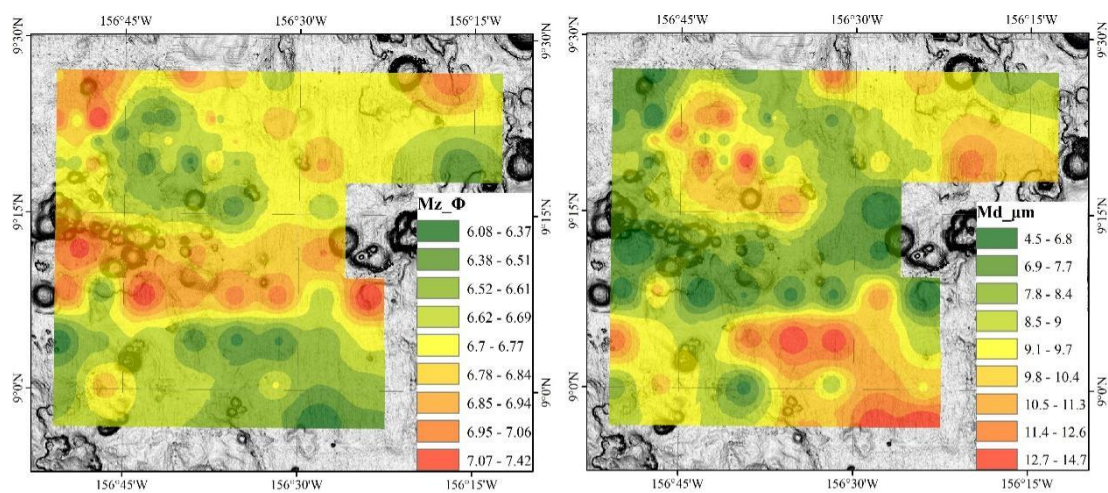 156°45'W 156°30'W 156°15'W
9°30'N
9°15'N
9°0'N
Mz_Φ
6.08 - 6.37
6.38 - 6.51
6.52 - 6.61
6.62 - 6.69
6.7 - 6.77
6.78 - 6.84
6.85 - 6.94
6.95 - 7.06
7.07 - 7.42
9°30'N
9°15'N
9°0'N
156°45'W 156°30'W 156°15'W
156°45'W 156°30'W 156°15'W
9°30'N
9°15'N
9°0'N
Md_μm
4.5 - 6.8
6.9 - 7.7
7.8 - 8.4
8.5 - 9
9.1 - 9.7
9.8 - 10.4
10.5 - 11.3
11.4 - 12.6
12.7 - 14.7
9°30'N
9°15'N
9°0'N
156°45'W 156°30'W 156°15'W